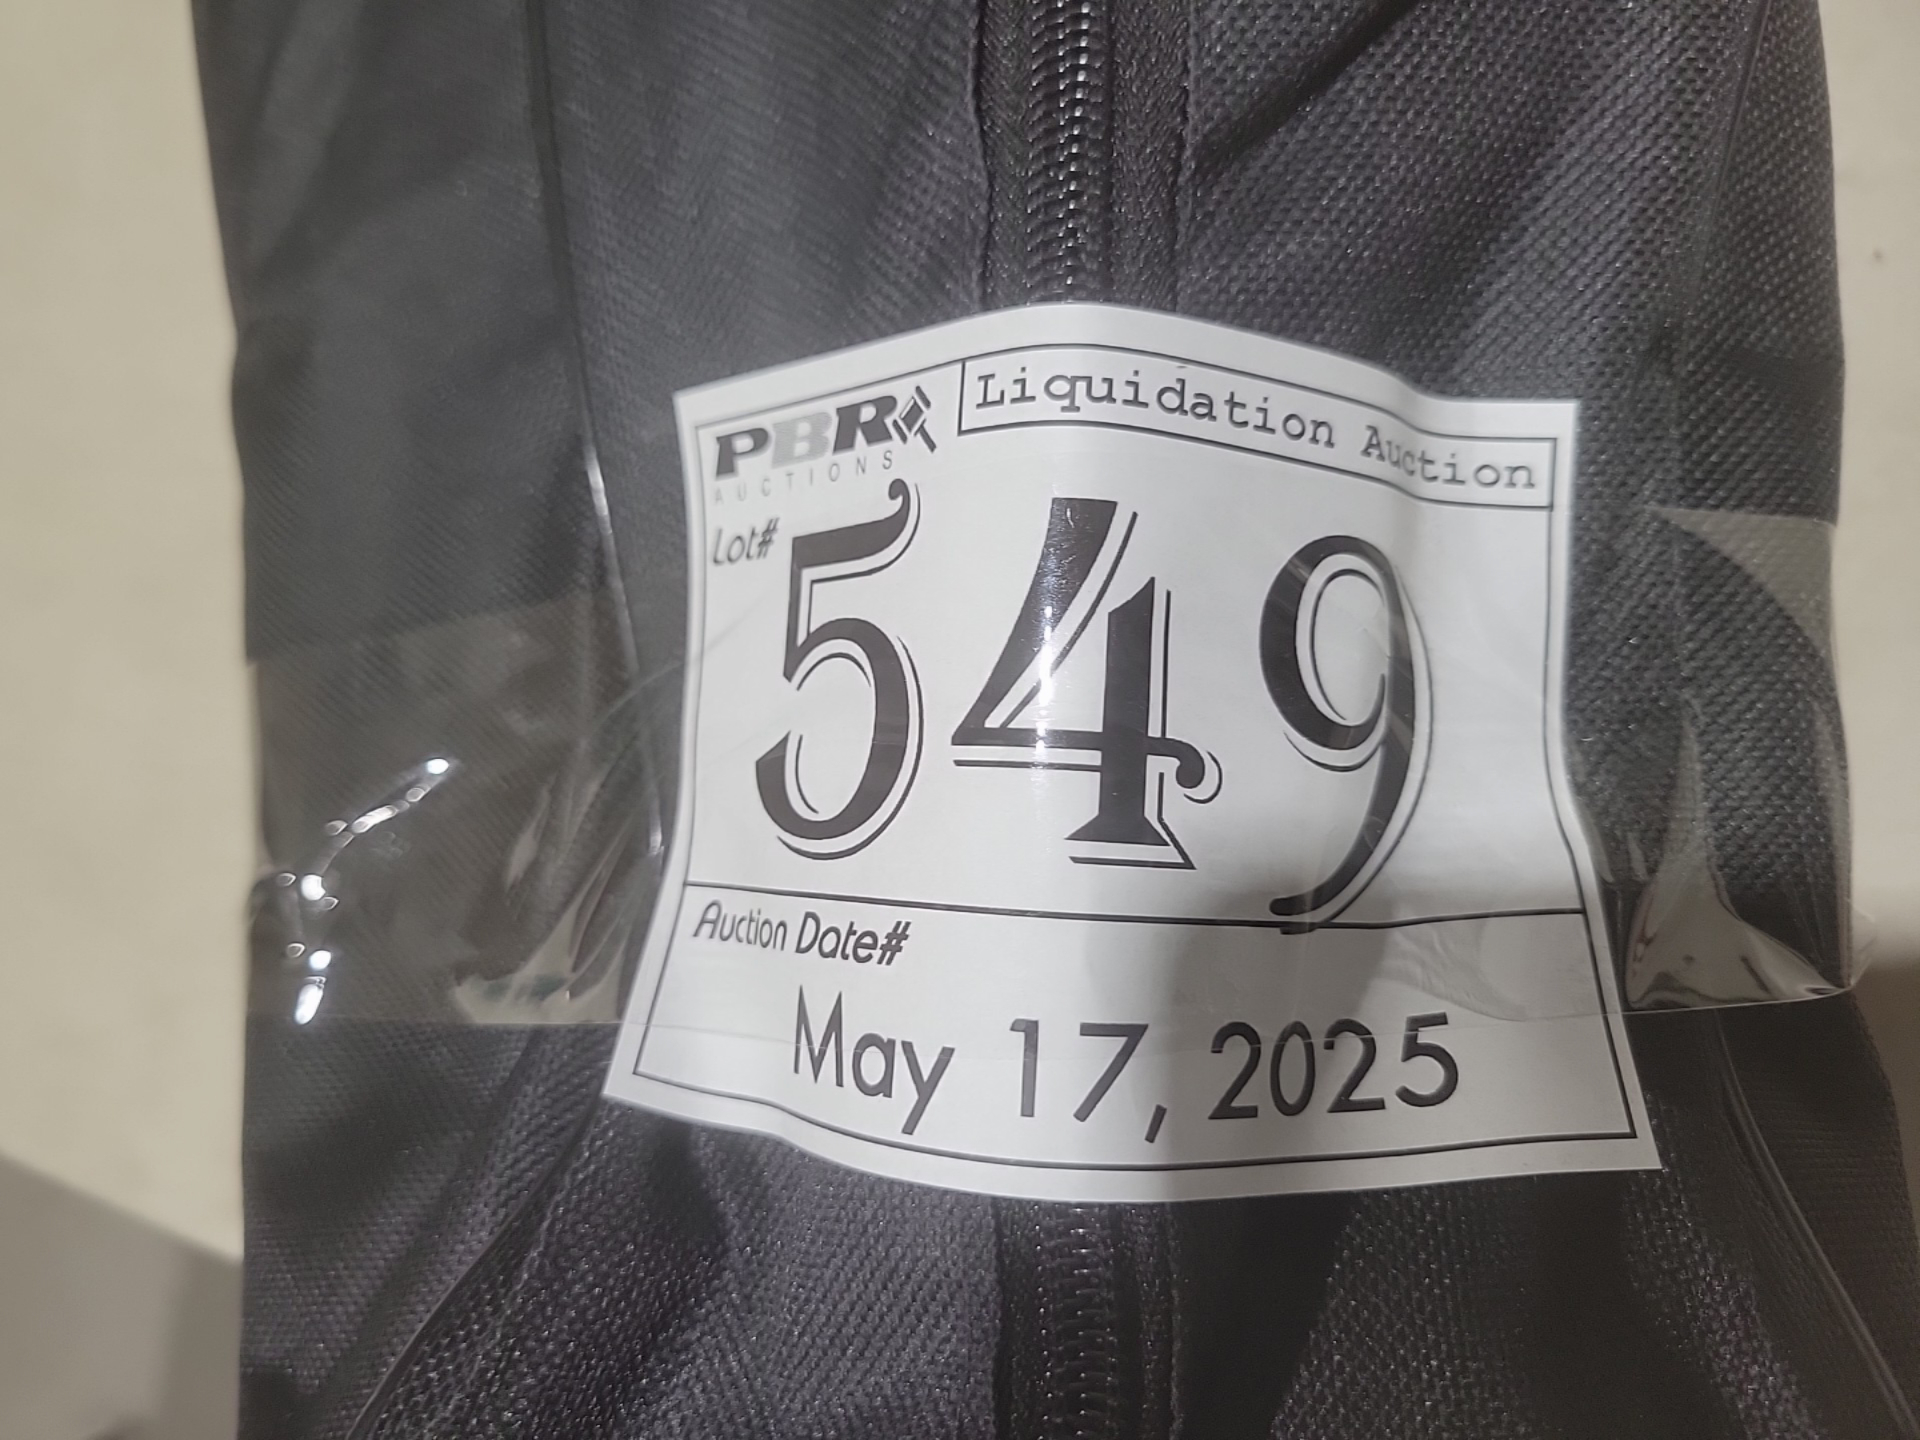 PBR
AUCTIONS
Liquidation Auction
Lot#
549
Auction Date#
May 17, 2025